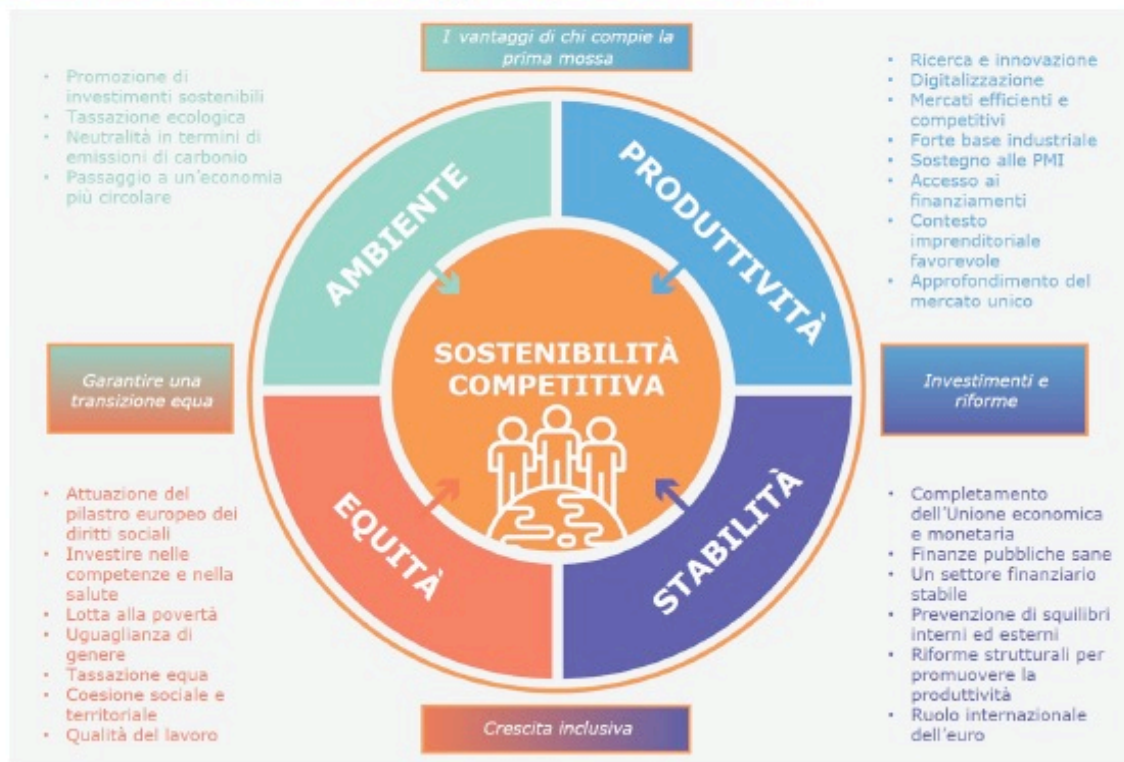 I vantaggi di chi compie la
prima mossa
• Promozione di
investimenti sostenibili
• Tassazione ecologica
• Neutralità in termini di
emissioni di carbonio
• Passaggio a un'economia
più circolare
• Ricerca e innovazione
• Digitalizzazione
• Mercati efficienti e
competitivi
• Forte base industriale
• Sostegno alle PMI
• Accesso ai
finanziamenti
• Contesto
imprenditoriale
favorevole
• Approfondimento del
mercato unico
AMBIENTE
PRODUTTIVITÀ
SOSTENIBILITÀ
COMPETITIVA
Garantire una
transizione equa
Investimenti e
riforme
EQUITÀ
STABILITÀ
• Attuazione del
pilastro europeo dei
diritti sociali
• Investire nelle
competenze e nella
salute
• Lotta alla povertà
• Uguaglianza di
genere
• Tassazione equa
• Coesione sociale e
territoriale
• Qualità del lavoro
• Completamento
dell'Unione economica
e monetaria
• Finanze pubbliche sane
• Un settore finanziario
stabile
• Prevenzione di squilibri
interni ed esterni
• Riforme strutturali per
promuovere la
produttività
• Ruolo internazionale
dell'euro
Crescita inclusiva